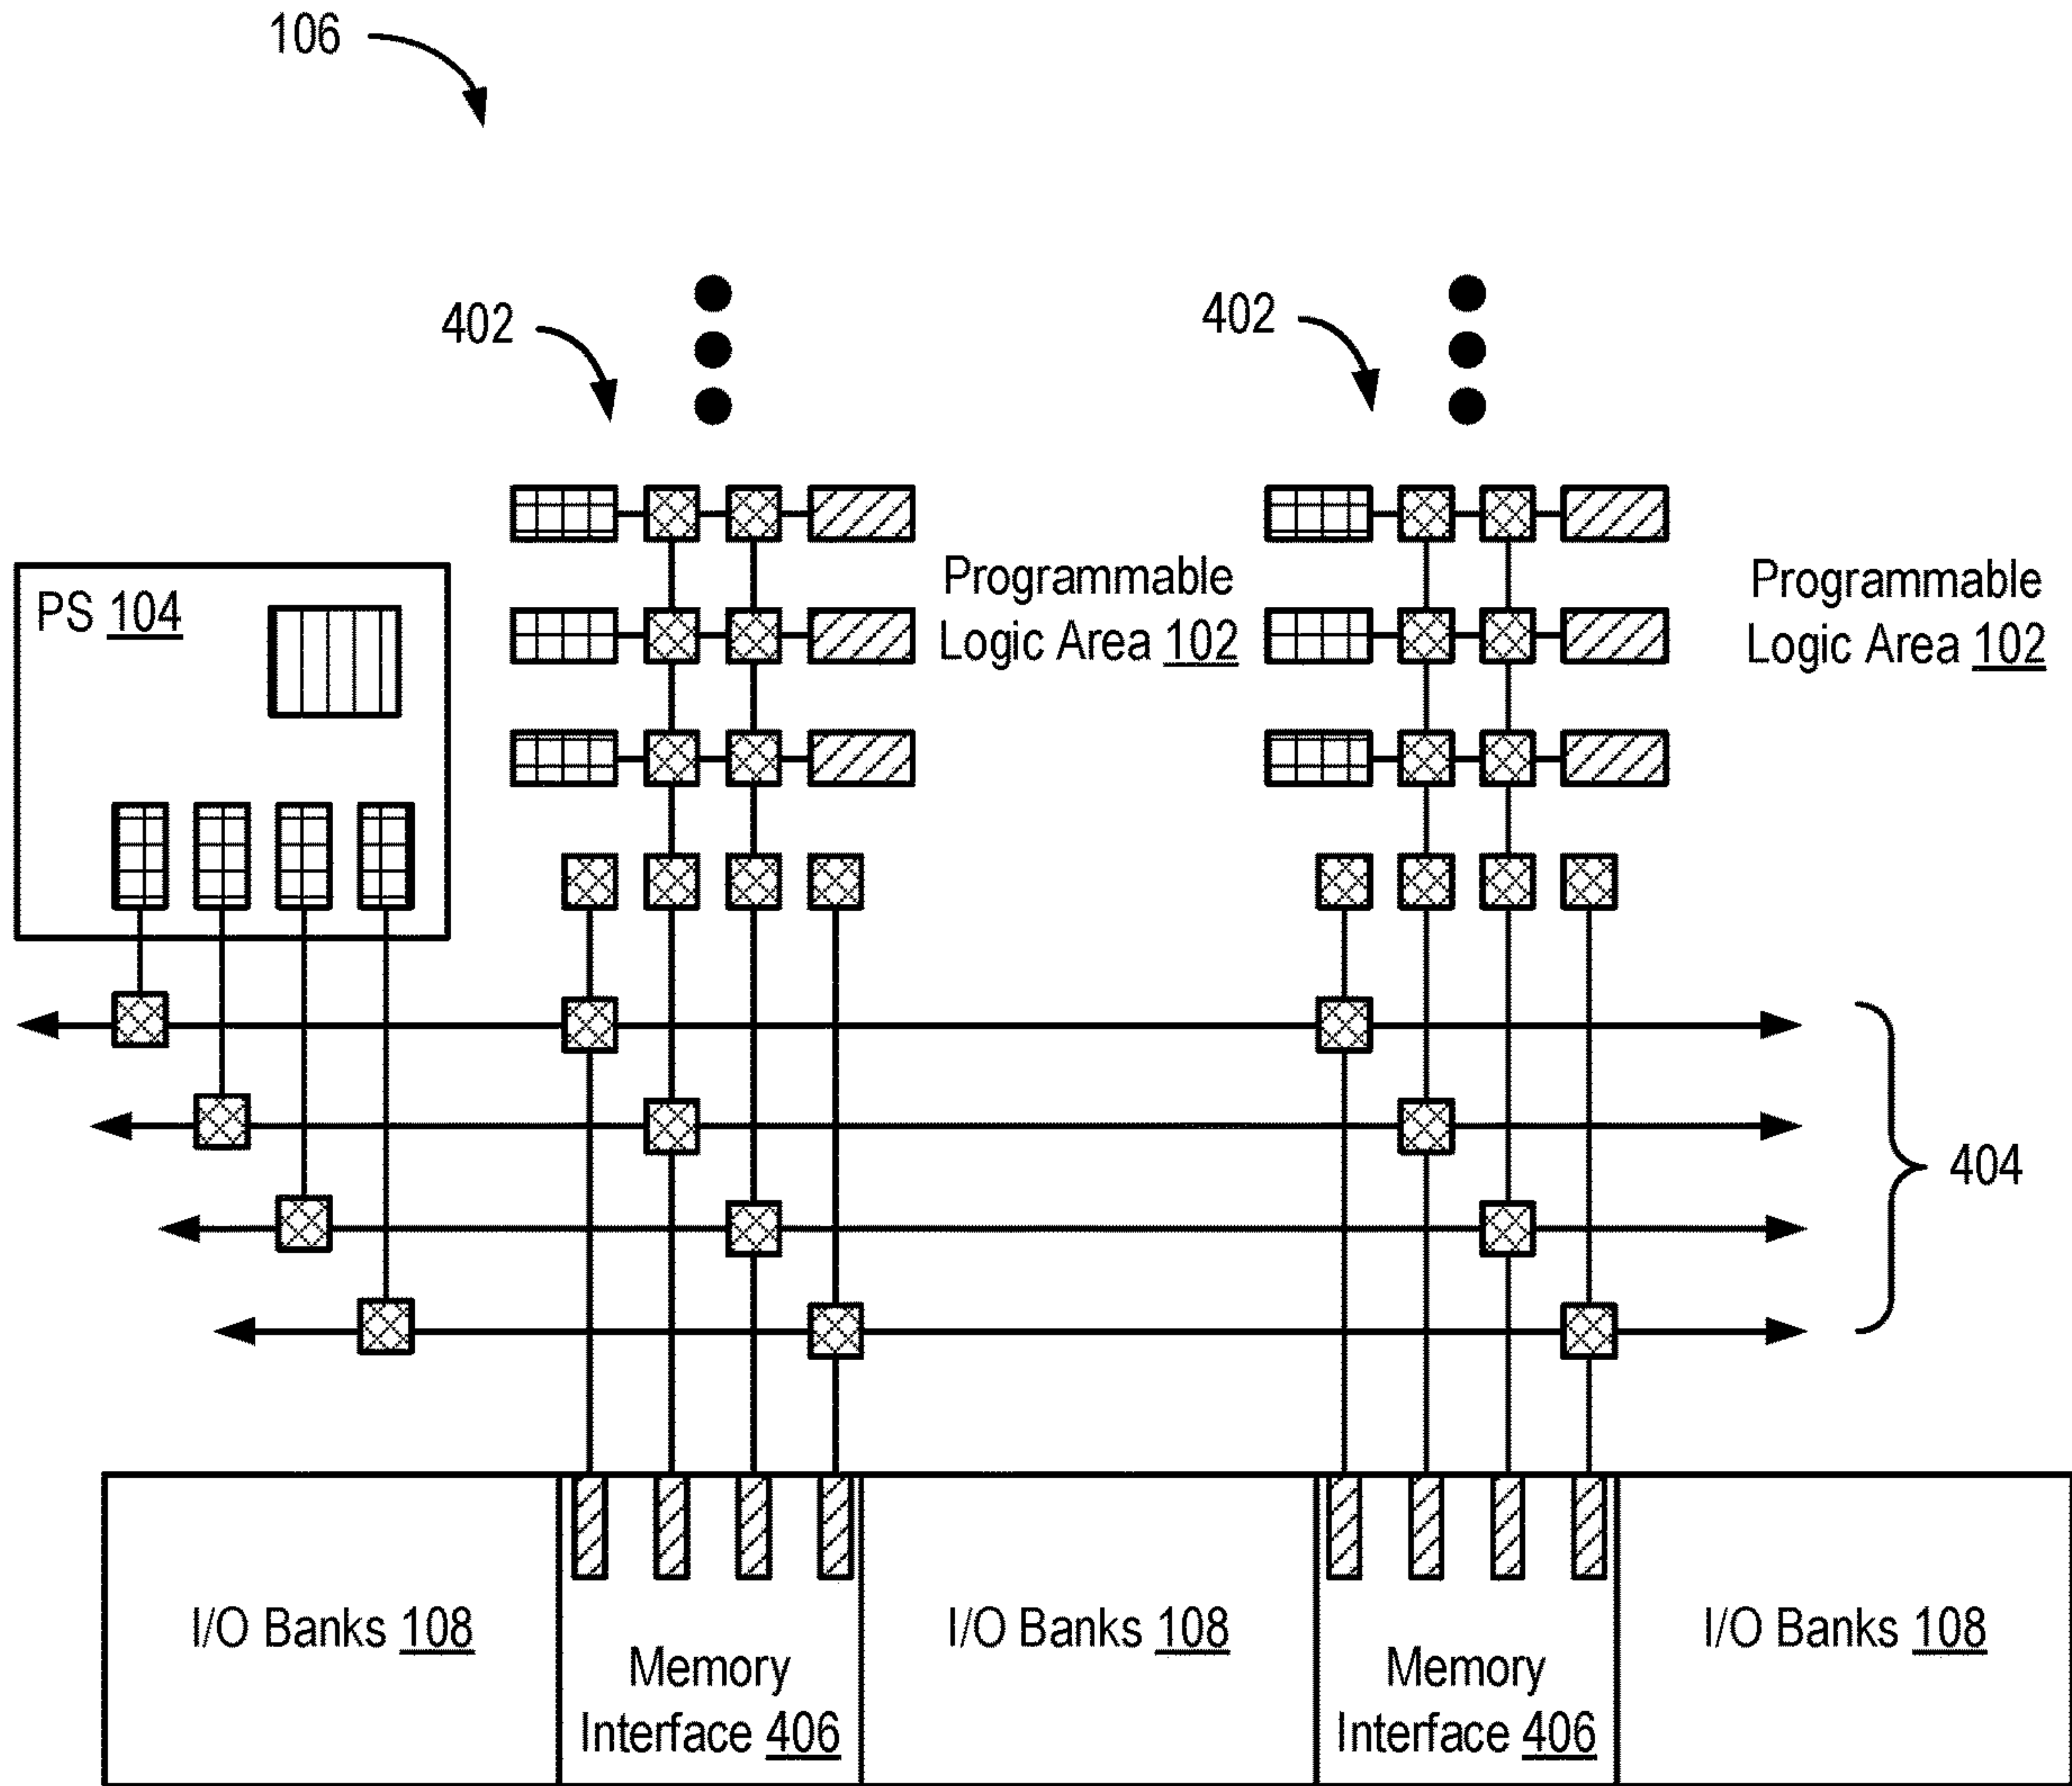 106
402
402
Programmable
Logic Area 102
Programmable
Logic Area 102
PS 104
404
I/O Banks 108
Memory
Interface 406
I/O Banks 108
Memory
Interface 406
I/O Banks 108